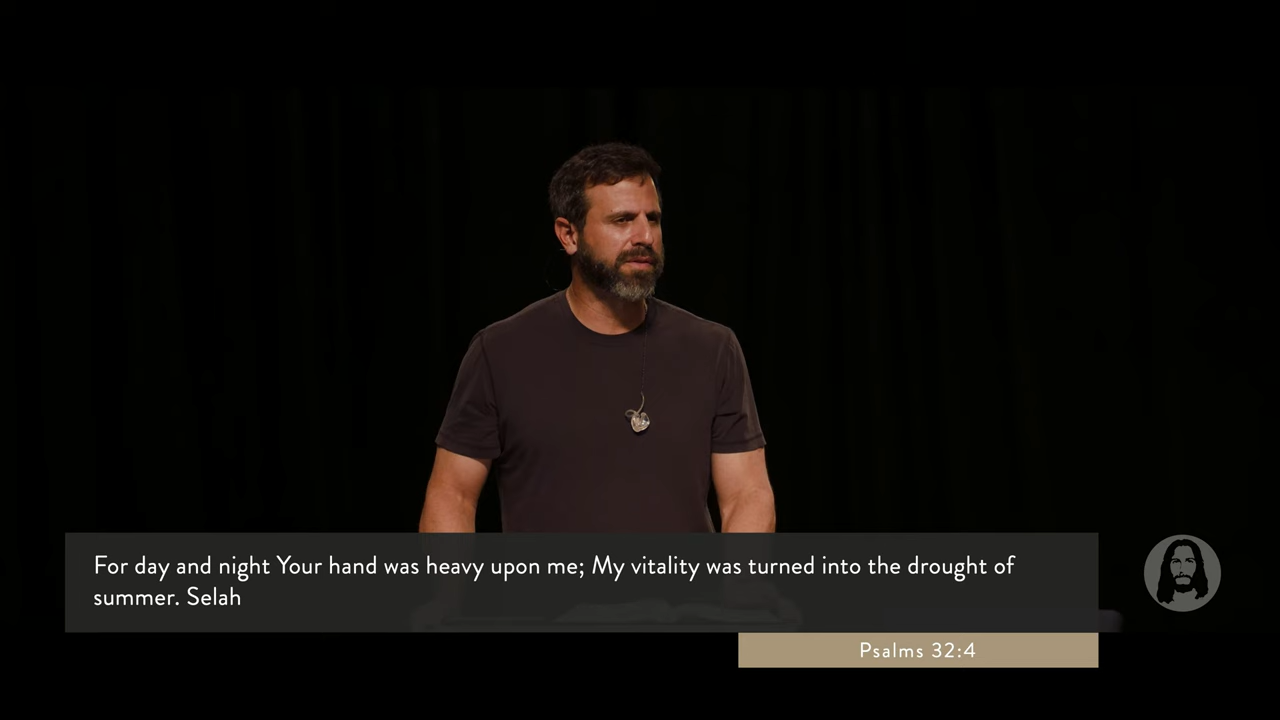 For day and night Your hand was heavy upon me; My vitality was turned into the drought of
summer. Selah
Psalms 32:4